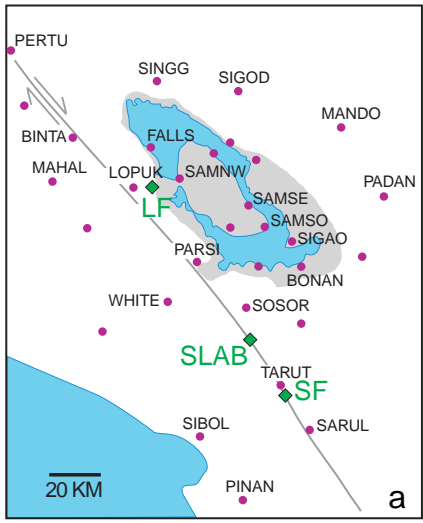 PERTU
SINGG
SIGOD
MANDO
BINTA
FALLS
MAHAL
LOPUK
SAMNW
PADAN
LF
SAMSE
SAMSO
SIGAO
PARSI
BONAN
WHITE
SOSOR
SLAB
TARUT
SF
SIBOL
SARUL
20 KM
PINAN
a